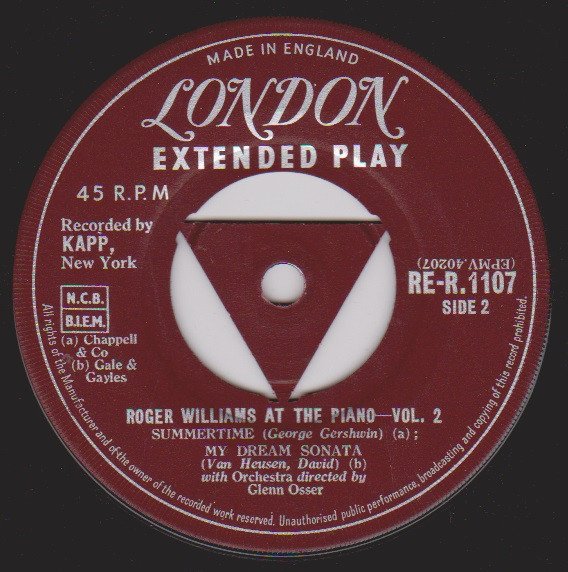 MADE IN ENGLAND
LONDON
EXTENDED PLAY
45 R.P.M
Recorded by
KAPP,
New York
N.C.B.
B.I.E.M.
(a) Chappell
& Co
(b) Gale &
Gayles
(EPMV.40207)
RE-R.1107
SIDE 2
ROGER WILLIAMS AT THE PIANO—VOL. 2
SUMMERTIME (George Gershwin) (a);
MY DREAM SONATA
(Van Heusen, David) (b)
with Orchestra directed by
Glenn Osser
All rights of the Manufacturer and of the owner of the recorded work reserved. Unauthorised public performance, broadcasting and copying of this record prohibited.